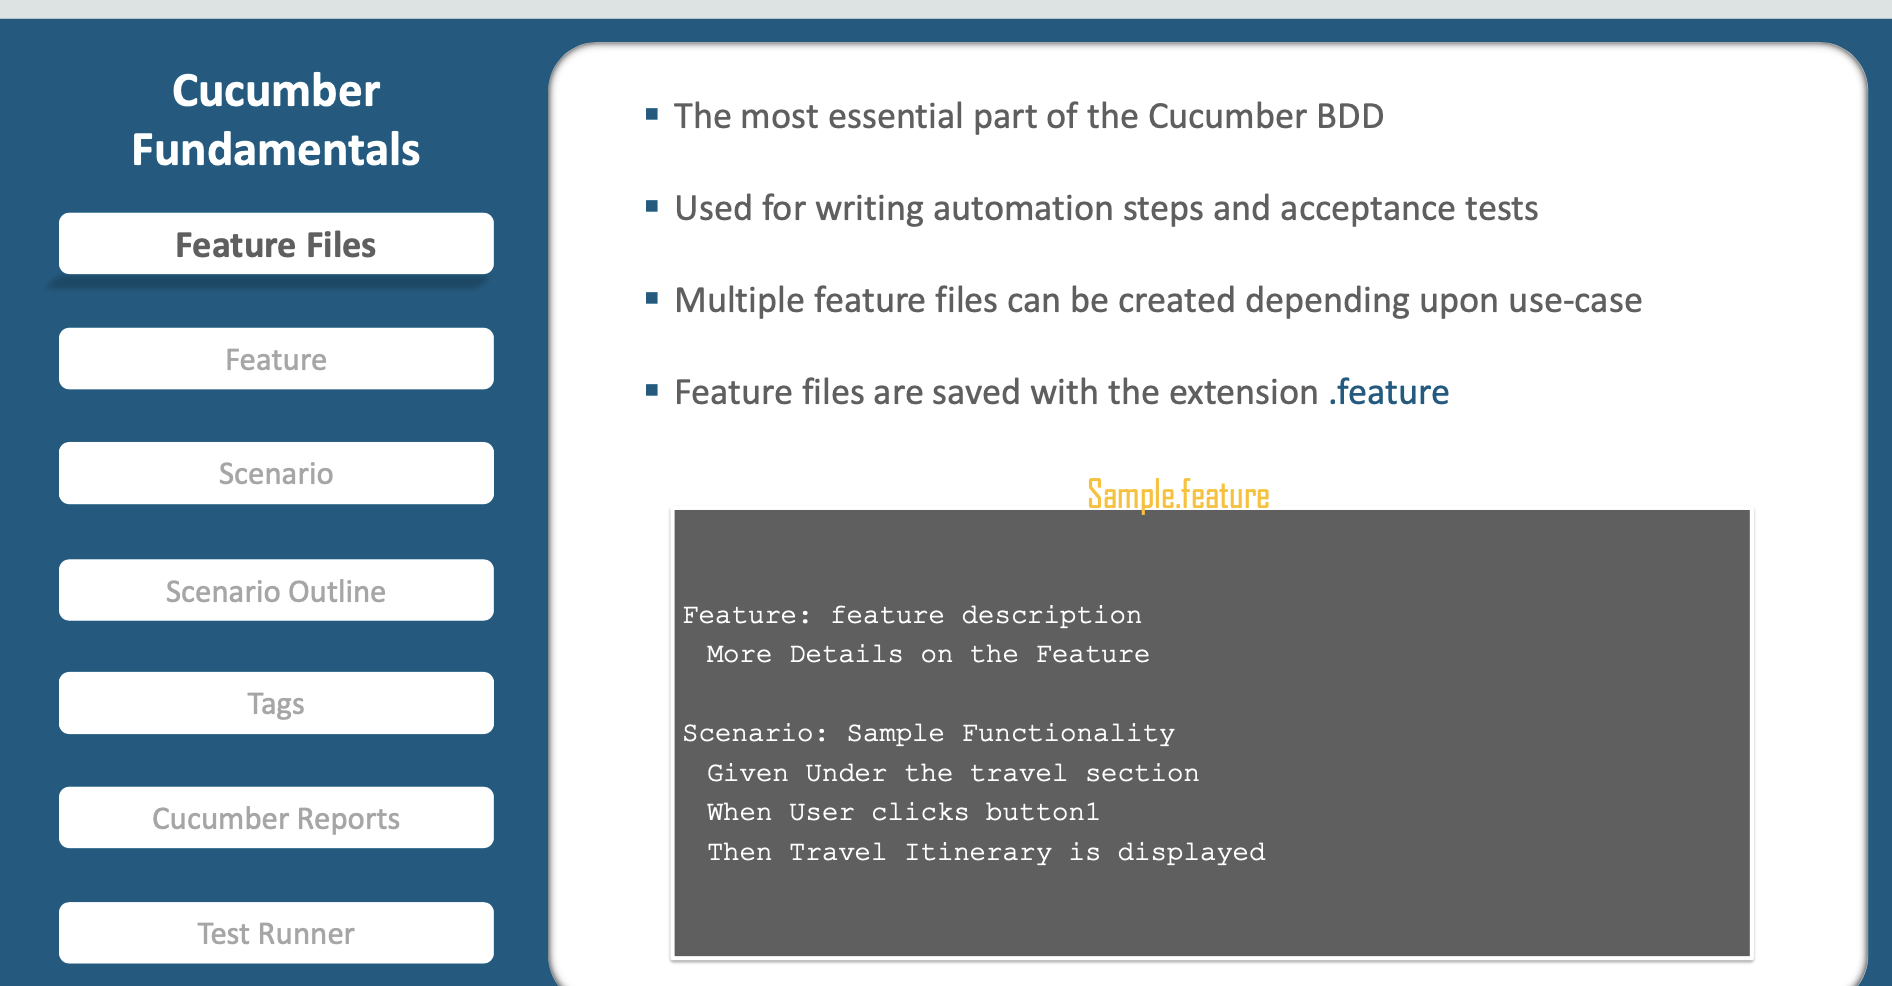 Cucumber
Fundamentals
Feature Files
Feature
Scenario
Scenario Outline
Tags
Cucumber Reports
Test Runner
The most essential part of the Cucumber BDD
Used for writing automation steps and acceptance tests
Multiple feature files can be created depending upon use-case
Feature files are saved with the extension .feature
Sample.feature
Feature: feature description
More Details on the Feature
Scenario: Sample Functionality
Given Under the travel section
When User clicks button1
Then Travel Itinerary is displayed